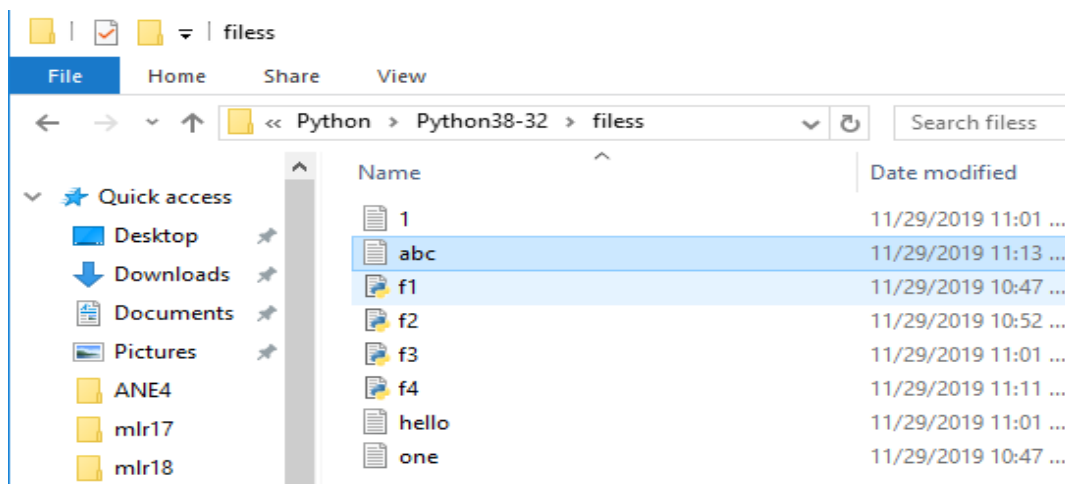 filess
File Home Share View
« Python > Python38-32 > filess Search filess
Name Date modified
Quick access
Desktop
Downloads
Documents
Pictures
ANE4
mlr17
mlr18
1 11/29/2019 11:01 ...
abc 11/29/2019 11:13 ...
f1 11/29/2019 10:47 ...
f2 11/29/2019 10:52 ...
f3 11/29/2019 11:01 ...
f4 11/29/2019 11:11 ...
hello 11/29/2019 11:01 ...
one 11/29/2019 10:47 ...